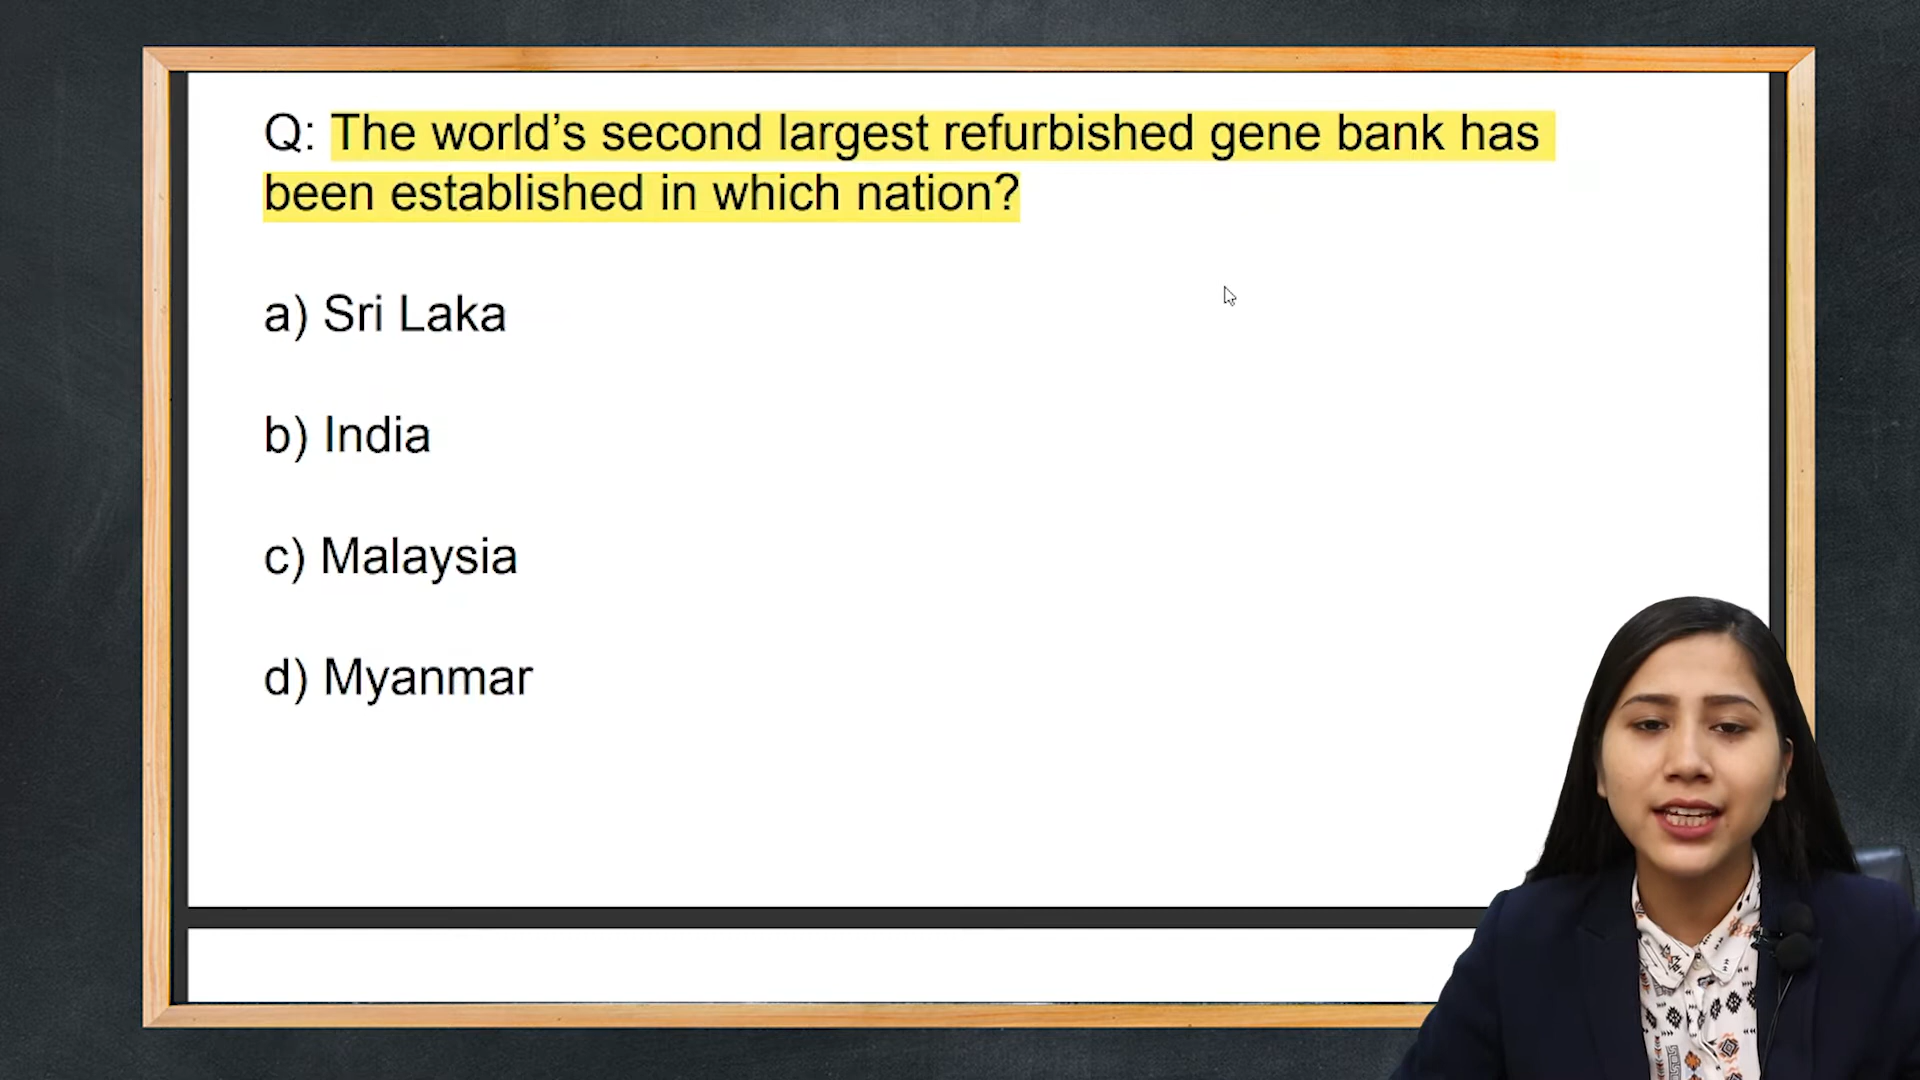 Q: The world’s second largest refurbished gene bank has
been established in which nation?
a) Sri Laka
b) India
c) Malaysia
d) Myanmar